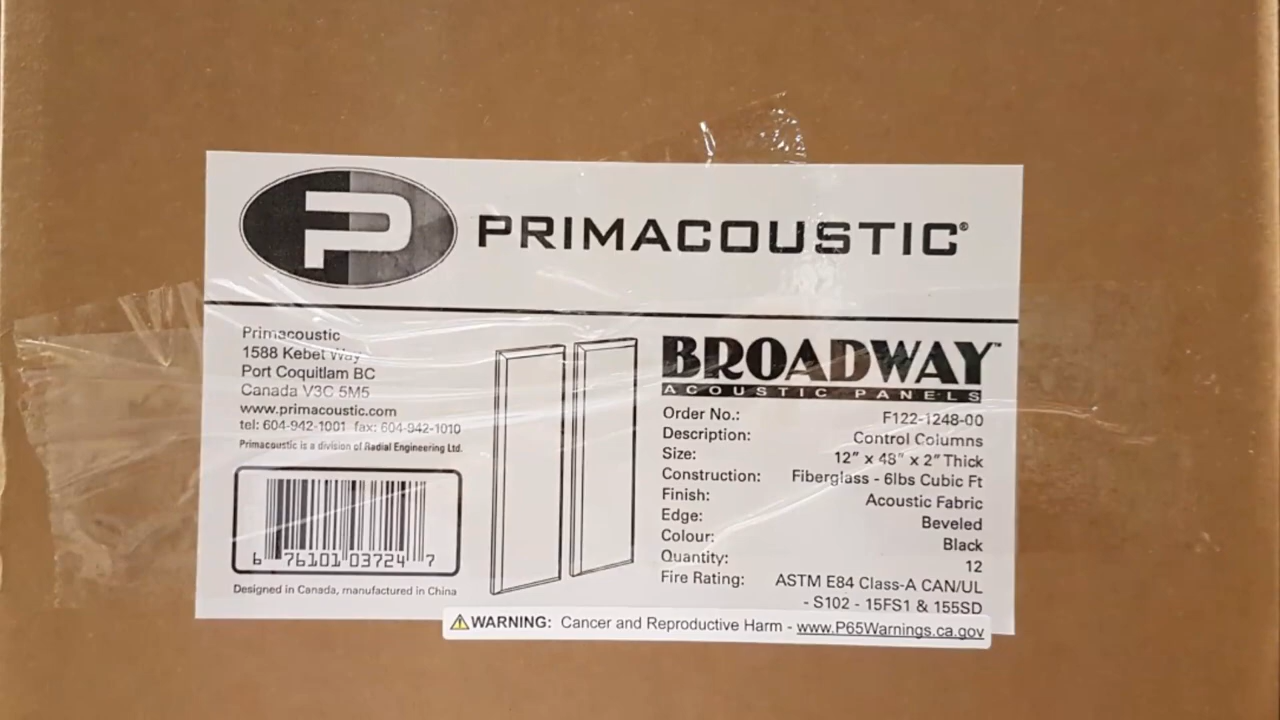 P
PRIMACOUSTIC®
Primacoustic
1588 Kebet Way
Port Coquitlam BC
Canada V3C 5M5
www.primacoustic.com
tel: 604-942-1001 fax: 604-942-1010
Primacoustic is a division of Radial Engineering Ltd.
6 76101 03724 7
Designed in Canada, manufactured in China
BROADWAY™
ACOUSTIC PANELS
Order No.: F122-1248-00
Description: Control Columns
Size: 12" x 48" x 2" Thick
Construction: Fiberglass - 6lbs Cubic Ft
Finish: Acoustic Fabric
Edge: Beveled
Colour: Black
Quantity: 12
Fire Rating: ASTM E84 Class-A CAN/UL
- S102 - 15FS1 & 155SD
WARNING: Cancer and Reproductive Harm - www.P65Warnings.ca.gov